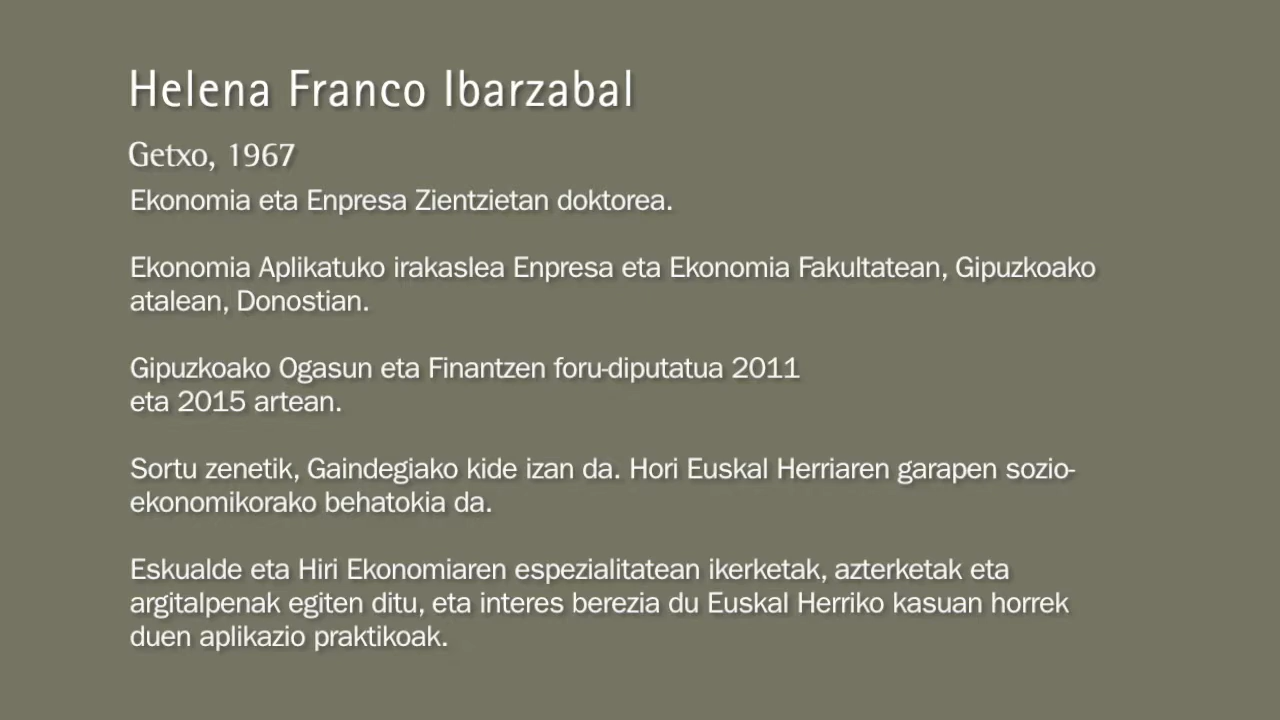 Helena Franco Ibarzabal
Getxo, 1967
Ekonomia eta Enpresa Zientzietan doktorea.
Ekonomia Aplikatuko irakaslea Enpresa eta Ekonomia Fakultatean, Gipuzkoako
atalean, Donostian.
Gipuzkoako Ogasun eta Finantzen foru-diputatua 2011
eta 2015 artean.
Sortu zenetik, Gaindegiako kide izan da. Hori Euskal Herriaren garapen sozio-
ekonomikorako behatokia da.
Eskualde eta Hiri Ekonomiaren espezialitatean ikerketak, azterketak eta
argitalpenak egiten ditu, eta interes berezia du Euskal Herriko kasuan horrek
duen aplikazio praktikoak.